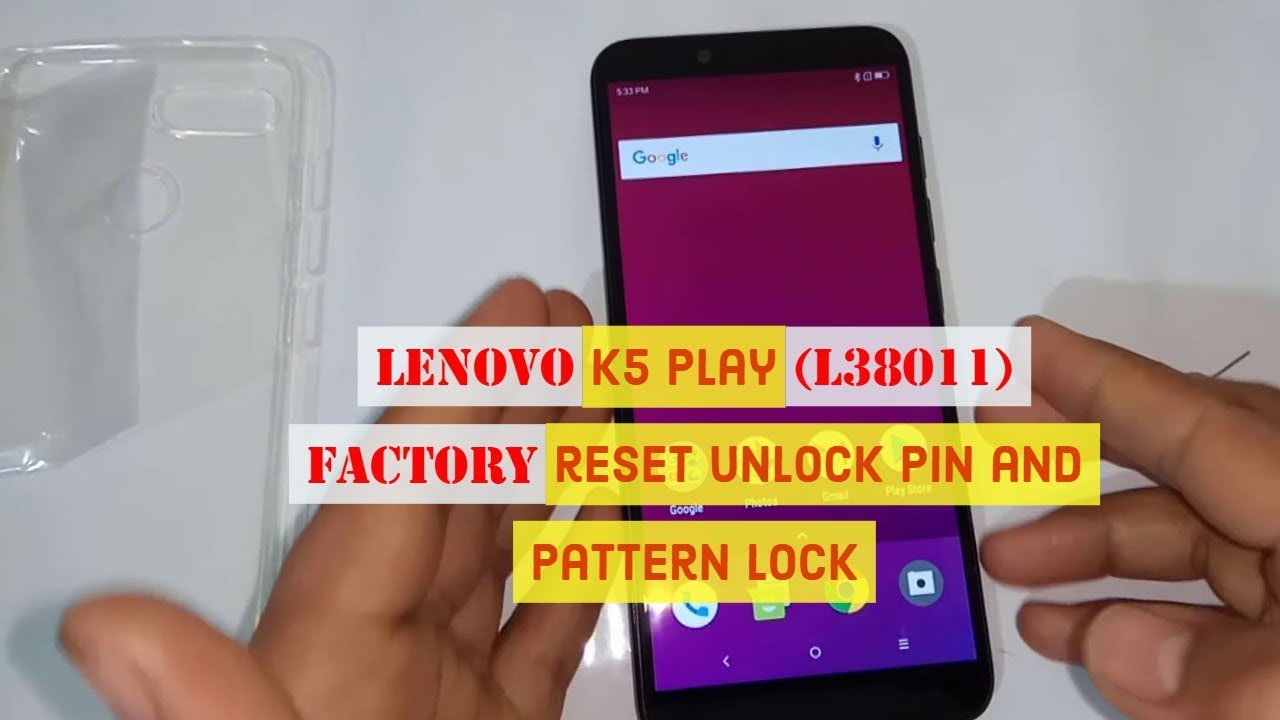 5:33 PM
Google
LENOVO K5 PLAY (L38011)
FACTORY RESET UNLOCK PIN AND
PATTERN LOCK
Google Photos Gmail Play Store